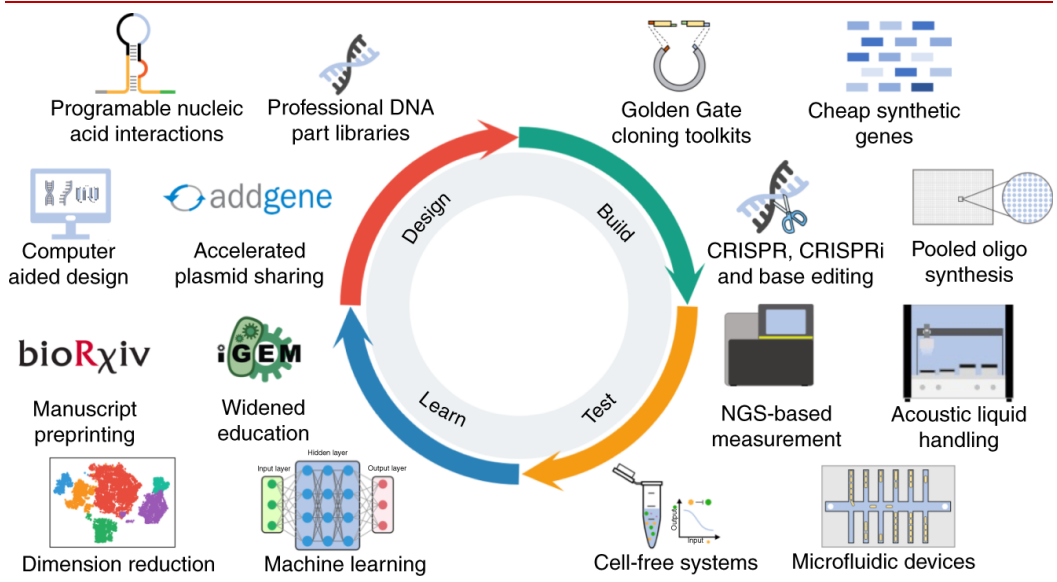 Programable nucleic
acid interactions
Professional DNA
part libraries
Golden Gate
cloning toolkits
Cheap synthetic
genes
Computer
aided design
addgene
Accelerated
plasmid sharing
Design
Build
CRISPR, CRISPRi
and base editing
Pooled oligo
synthesis
bioRχiv
Manuscript
preprinting
iGEM
Widened
education
Learn
Test
NGS-based
measurement
Acoustic liquid
handling
Dimension reduction
Input layer
Hidden layer
Output layer
Machine learning
Output
Input
Cell-free systems
Microfluidic devices